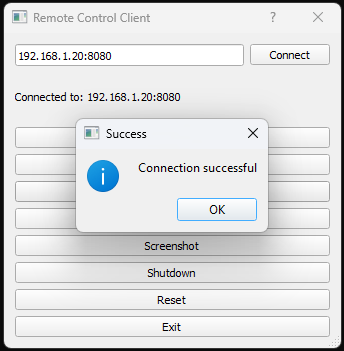 Remote Control Client
192.168.1.20:8080
Connect
Connected to: 192.168.1.20:8080
Success
Connection successful
OK
Screenshot
Shutdown
Reset
Exit